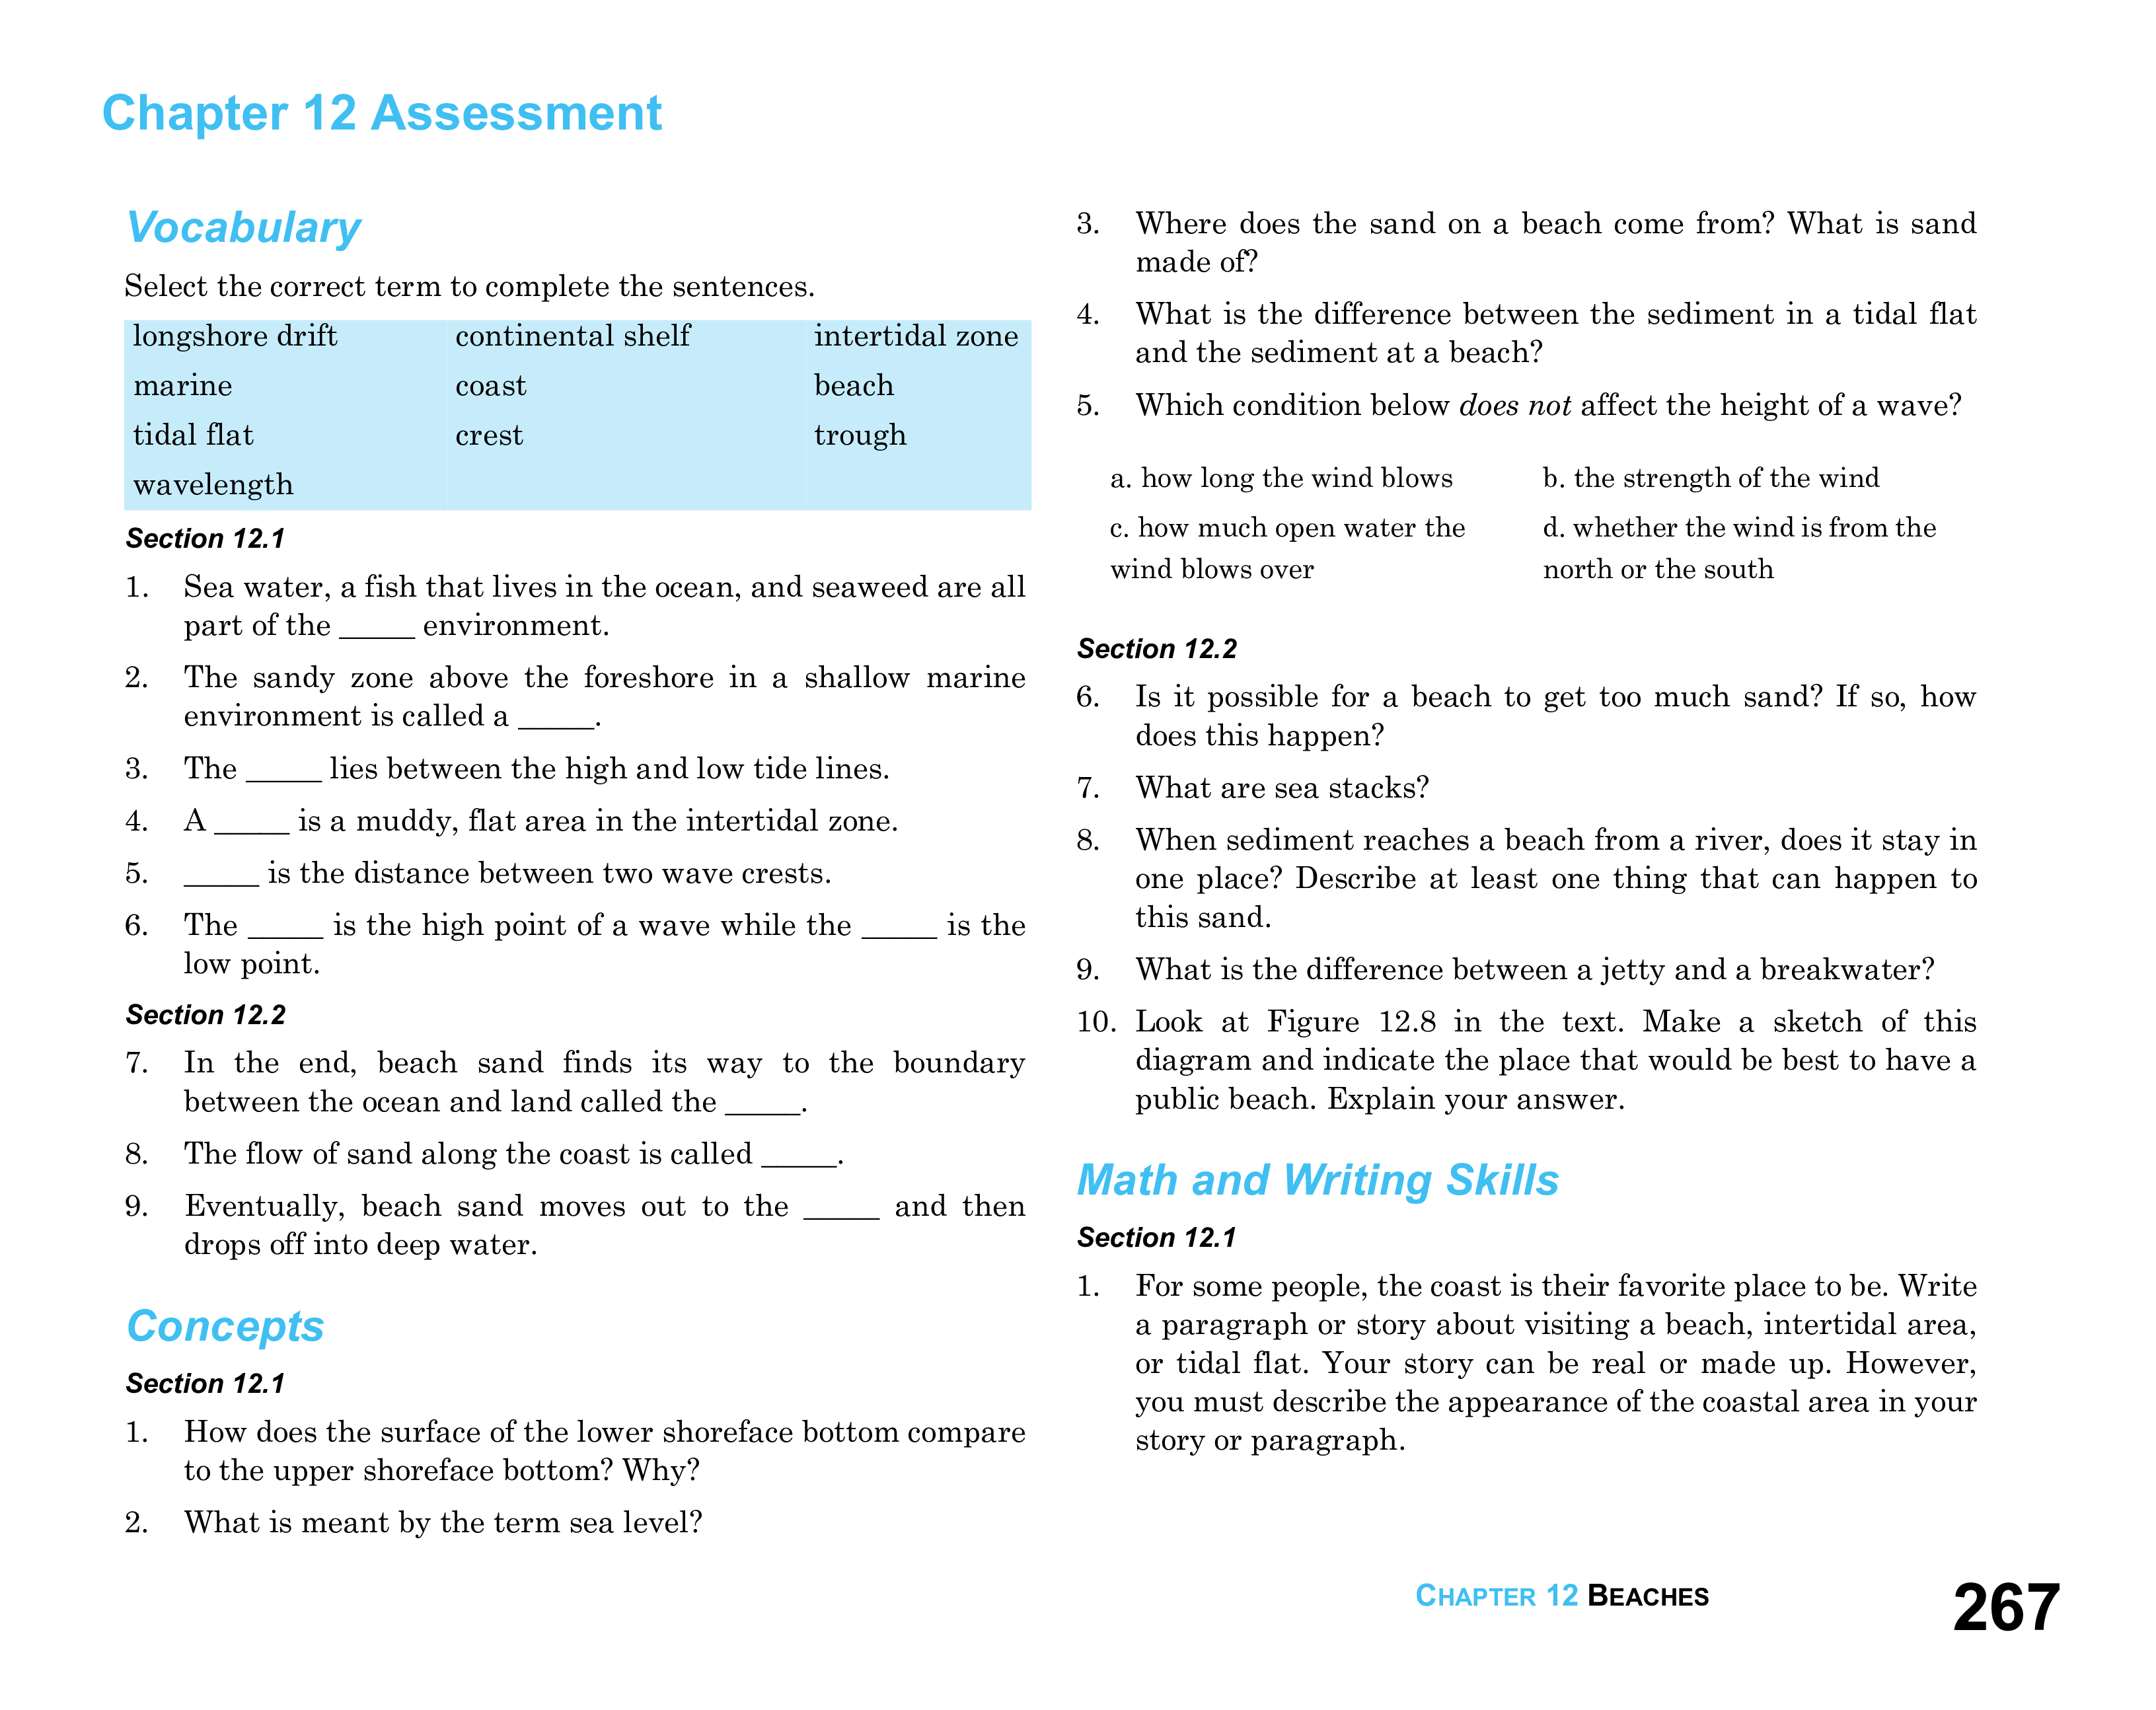 Chapter 12 Assessment
Vocabulary
Select the correct term to complete the sentences.
longshore drift continental shelf intertidal zone
marine coast beach
tidal flat crest trough
wavelength
Section 12.1
1. Sea water, a fish that lives in the ocean, and seaweed are all
part of the _____ environment.
2. The sandy zone above the foreshore in a shallow marine
environment is called a _____.
3. The _____ lies between the high and low tide lines.
4. A _____ is a muddy, flat area in the intertidal zone.
5. _____ is the distance between two wave crests.
6. The _____ is the high point of a wave while the _____ is the
low point.
Section 12.2
7. In the end, beach sand finds its way to the boundary
between the ocean and land called the _____.
8. The flow of sand along the coast is called _____.
9. Eventually, beach sand moves out to the _____ and then
drops off into deep water.
Concepts
Section 12.1
1. How does the surface of the lower shoreface bottom compare
to the upper shoreface bottom? Why?
2. What is meant by the term sea level?
3. Where does the sand on a beach come from? What is sand
made of?
4. What is the difference between the sediment in a tidal flat
and the sediment at a beach?
5. Which condition below does not affect the height of a wave?
a. how long the wind blows b. the strength of the wind
c. how much open water the d. whether the wind is from the
wind blows over north or the south
Section 12.2
6. Is it possible for a beach to get too much sand? If so, how
does this happen?
7. What are sea stacks?
8. When sediment reaches a beach from a river, does it stay in
one place? Describe at least one thing that can happen to
this sand.
9. What is the difference between a jetty and a breakwater?
10. Look at Figure 12.8 in the text. Make a sketch of this
diagram and indicate the place that would be best to have a
public beach. Explain your answer.
Math and Writing Skills
Section 12.1
1. For some people, the coast is their favorite place to be. Write
a paragraph or story about visiting a beach, intertidal area,
or tidal flat. Your story can be real or made up. However,
you must describe the appearance of the coastal area in your
story or paragraph.
CHAPTER 12 BEACHES 267